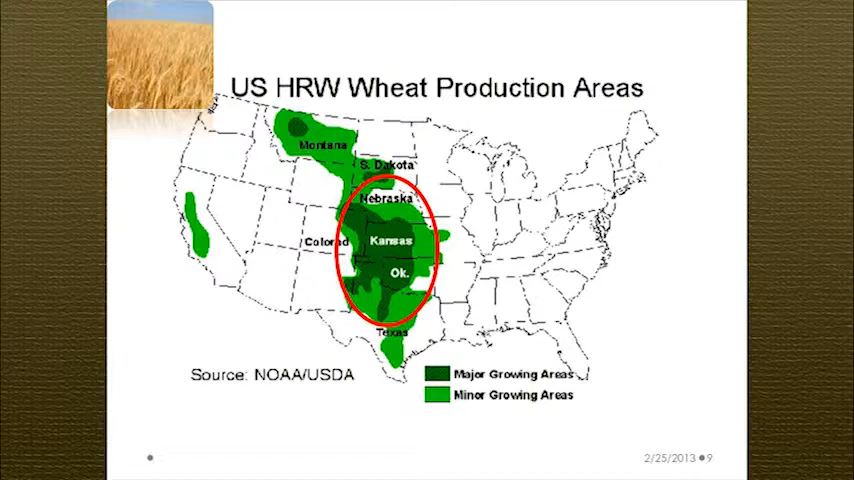 US HRW Wheat Production Areas
Montana
S. Dakota
Nebraska
Colorad
Kansas
Ok.
Texas
Source: NOAA/USDA
Major Growing Areas
Minor Growing Areas
2/25/2013 9